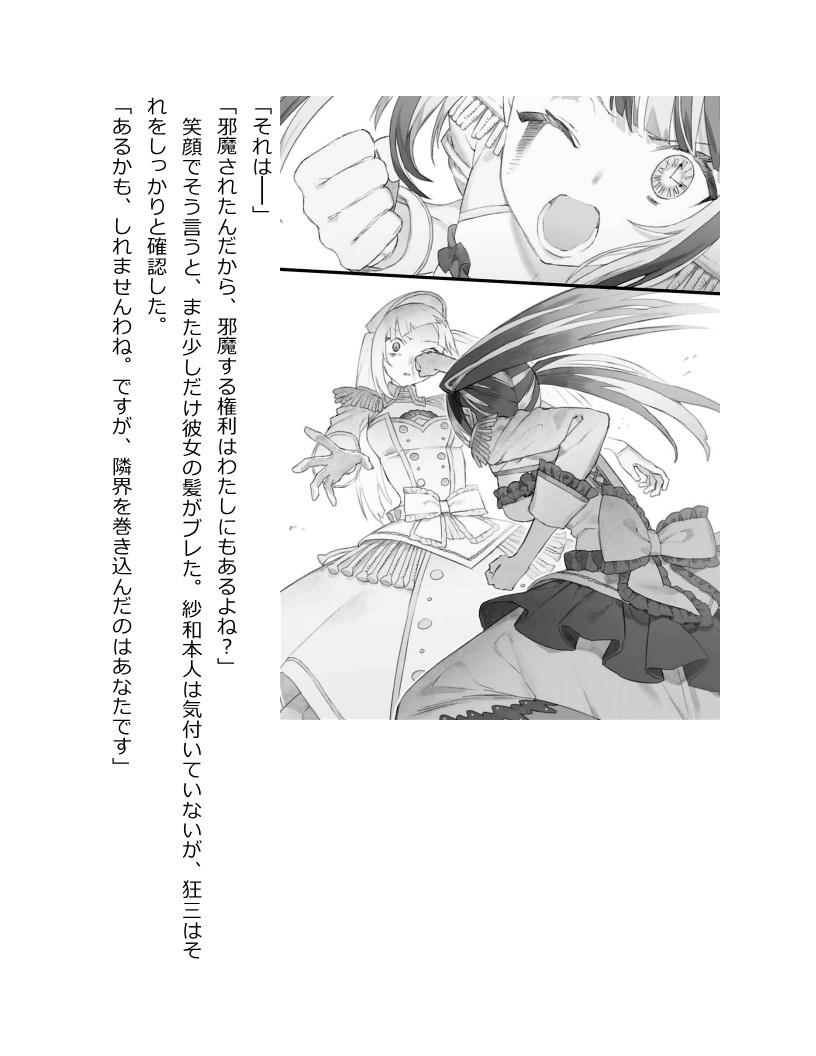 「それは――」
「邪魔されたんだから、邪魔する権利はわたしにもあるよね？」
　笑顔でそう言うと、また少しだけ彼女の髪がブレた。紗和本人は気付いていないが、狂三はそ
れをしっかりと確認した。
「あるかも、しれませんわね。ですが、隣界を巻き込んだのはあなたです」